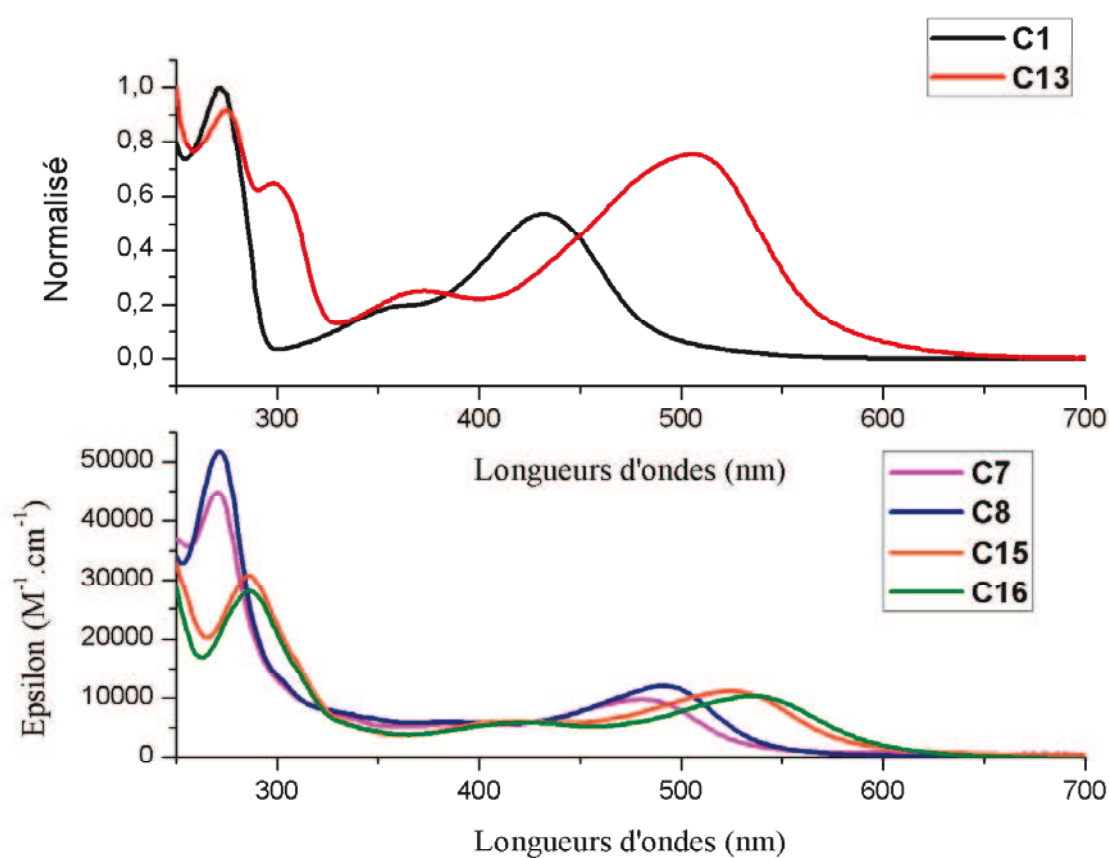 C1
C13
1,0
0,8
0,6
0,4
0,2
0,0
Normalisé
300
400
500
600
700
Longueurs d'ondes (nm)
C7
C8
C15
C16
50000
40000
30000
20000
10000
0
Epsilon (M⁻¹.cm⁻¹)
300
400
500
600
700
Longueurs d'ondes (nm)